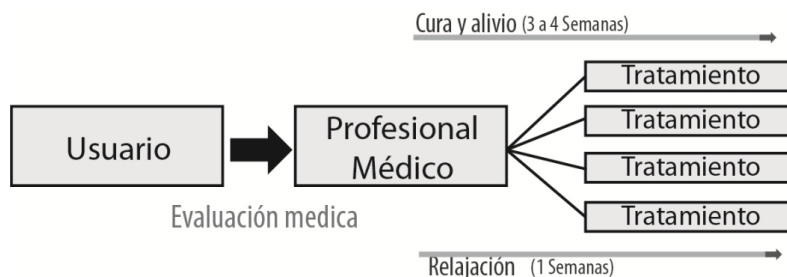 Cura y alivio (3 a 4 Semanas)
Tratamiento
Tratamiento
Tratamiento
Tratamiento
Usuario
Profesional
Médico
Evaluación medica
Relajación (1 Semanas)